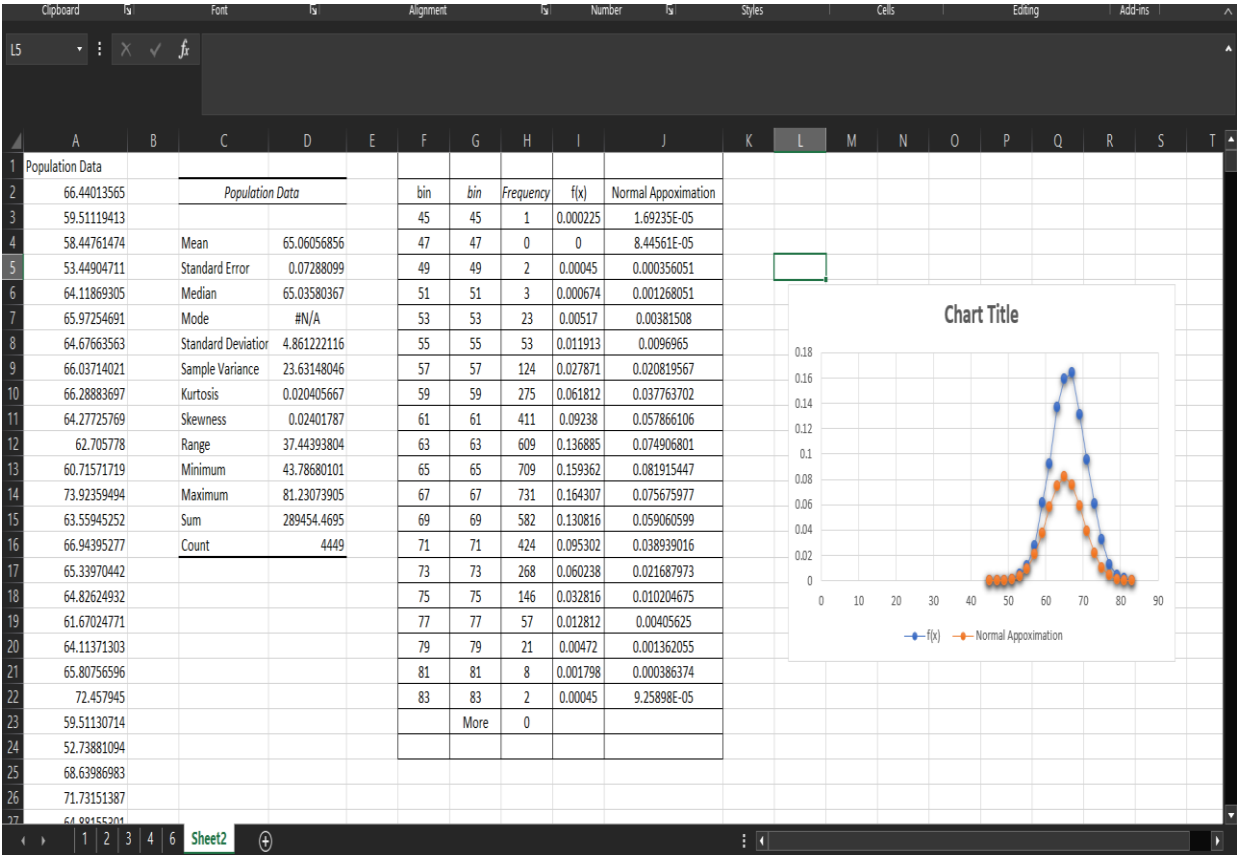 Clipboard Font Alignment Number Styles Cells Editing Add-ins
L5 fx
A B C D E F G H I J K L M N O P Q R S T
1 Population Data
2 66.44013565 Population Data bin bin Frequency f(x) Normal Appoximation
3 59.51119413 45 45 1 0.000225 1.69235E-05
4 58.44761474 Mean 65.06056856 47 47 0 0 8.44561E-05
5 53.44904711 Standard Error 0.07288099 49 49 2 0.00045 0.000356051
6 64.11869305 Median 65.03580367 51 51 3 0.000674 0.001268051
7 65.97254691 Mode #N/A 53 53 23 0.00517 0.00381508
8 64.67663563 Standard Deviation 4.861222116 55 55 53 0.011913 0.0096965
9 66.03714021 Sample Variance 23.63148046 57 57 124 0.027871 0.020819567
10 66.28883697 Kurtosis 0.020405667 59 59 275 0.061812 0.037763702
11 64.27725769 Skewness 0.02401787 61 61 411 0.09238 0.057866106
12 62.705778 Range 37.44393804 63 63 609 0.136885 0.074906801
13 60.71571719 Minimum 43.78680101 65 65 709 0.159362 0.081915447
14 73.92359494 Maximum 81.23073905 67 67 731 0.164307 0.075675977
15 63.55945252 Sum 289454.4695 69 69 582 0.130816 0.059060599
16 66.94395277 Count 4449 71 71 424 0.095302 0.038939016
17 65.33970442 73 73 268 0.060238 0.021687973
18 64.82624932 75 75 146 0.032816 0.010204675
19 61.67024771 77 77 57 0.012812 0.00405625
20 64.11371303 79 79 21 0.00472 0.001362055
21 65.80756596 81 81 8 0.001798 0.000386374
22 72.457945 83 83 2 0.00045 9.25898E-05
23 59.51130714 More 0
24 52.73881094
25 68.63986983
26 71.73151387
27 64.88155301
Chart Title
0.18
0.16
0.14
0.12
0.1
0.08
0.06
0.04
0.02
0
0 10 20 30 40 50 60 70 80 90
f(x) Normal Appoximation
1 2 3 4 6 Sheet2